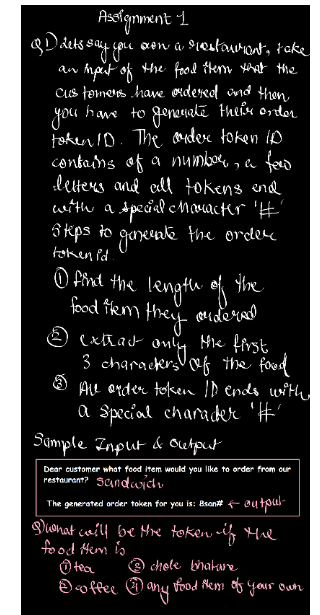 Assignment 1
Q1) Lets say you own a restaurant, take
an input of the food item that the
customers have ordered and then
you have to generate their order
token ID. The order token ID
contains of a number, a few
letters and all tokens end
with a special character '#'
Steps to generate the order
token id.
① find the length of the
food item they ordered
② extract only the first
3 characters of the food
③ All order token ID ends with
a special character '#'
Sample Input & Output
Dear customer what food item would you like to order from our
restaurant? sandwich
The generated order token for you is: 8san# ← output
Q) what will be the token if the
food item is
① tea ③ chole bhature
② coffee ④ any food item of your own